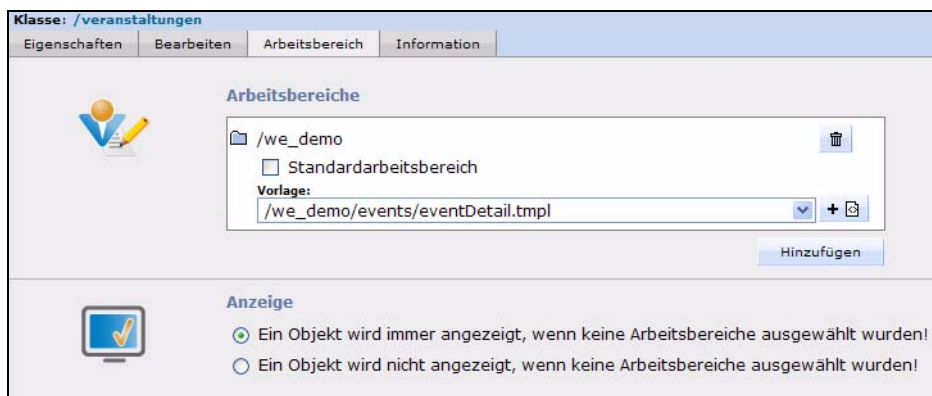 Klasse: /veranstaltungen
Eigenschaften Bearbeiten Arbeitsbereich Information
Arbeitsbereiche
/we_demo
Standardarbeitsbereich
Vorlage:
/we_demo/events/eventDetail.tmpl
Hinzufügen
Anzeige
Ein Objekt wird immer angezeigt, wenn keine Arbeitsbereiche ausgewählt wurden!
Ein Objekt wird nicht angezeigt, wenn keine Arbeitsbereiche ausgewählt wurden!